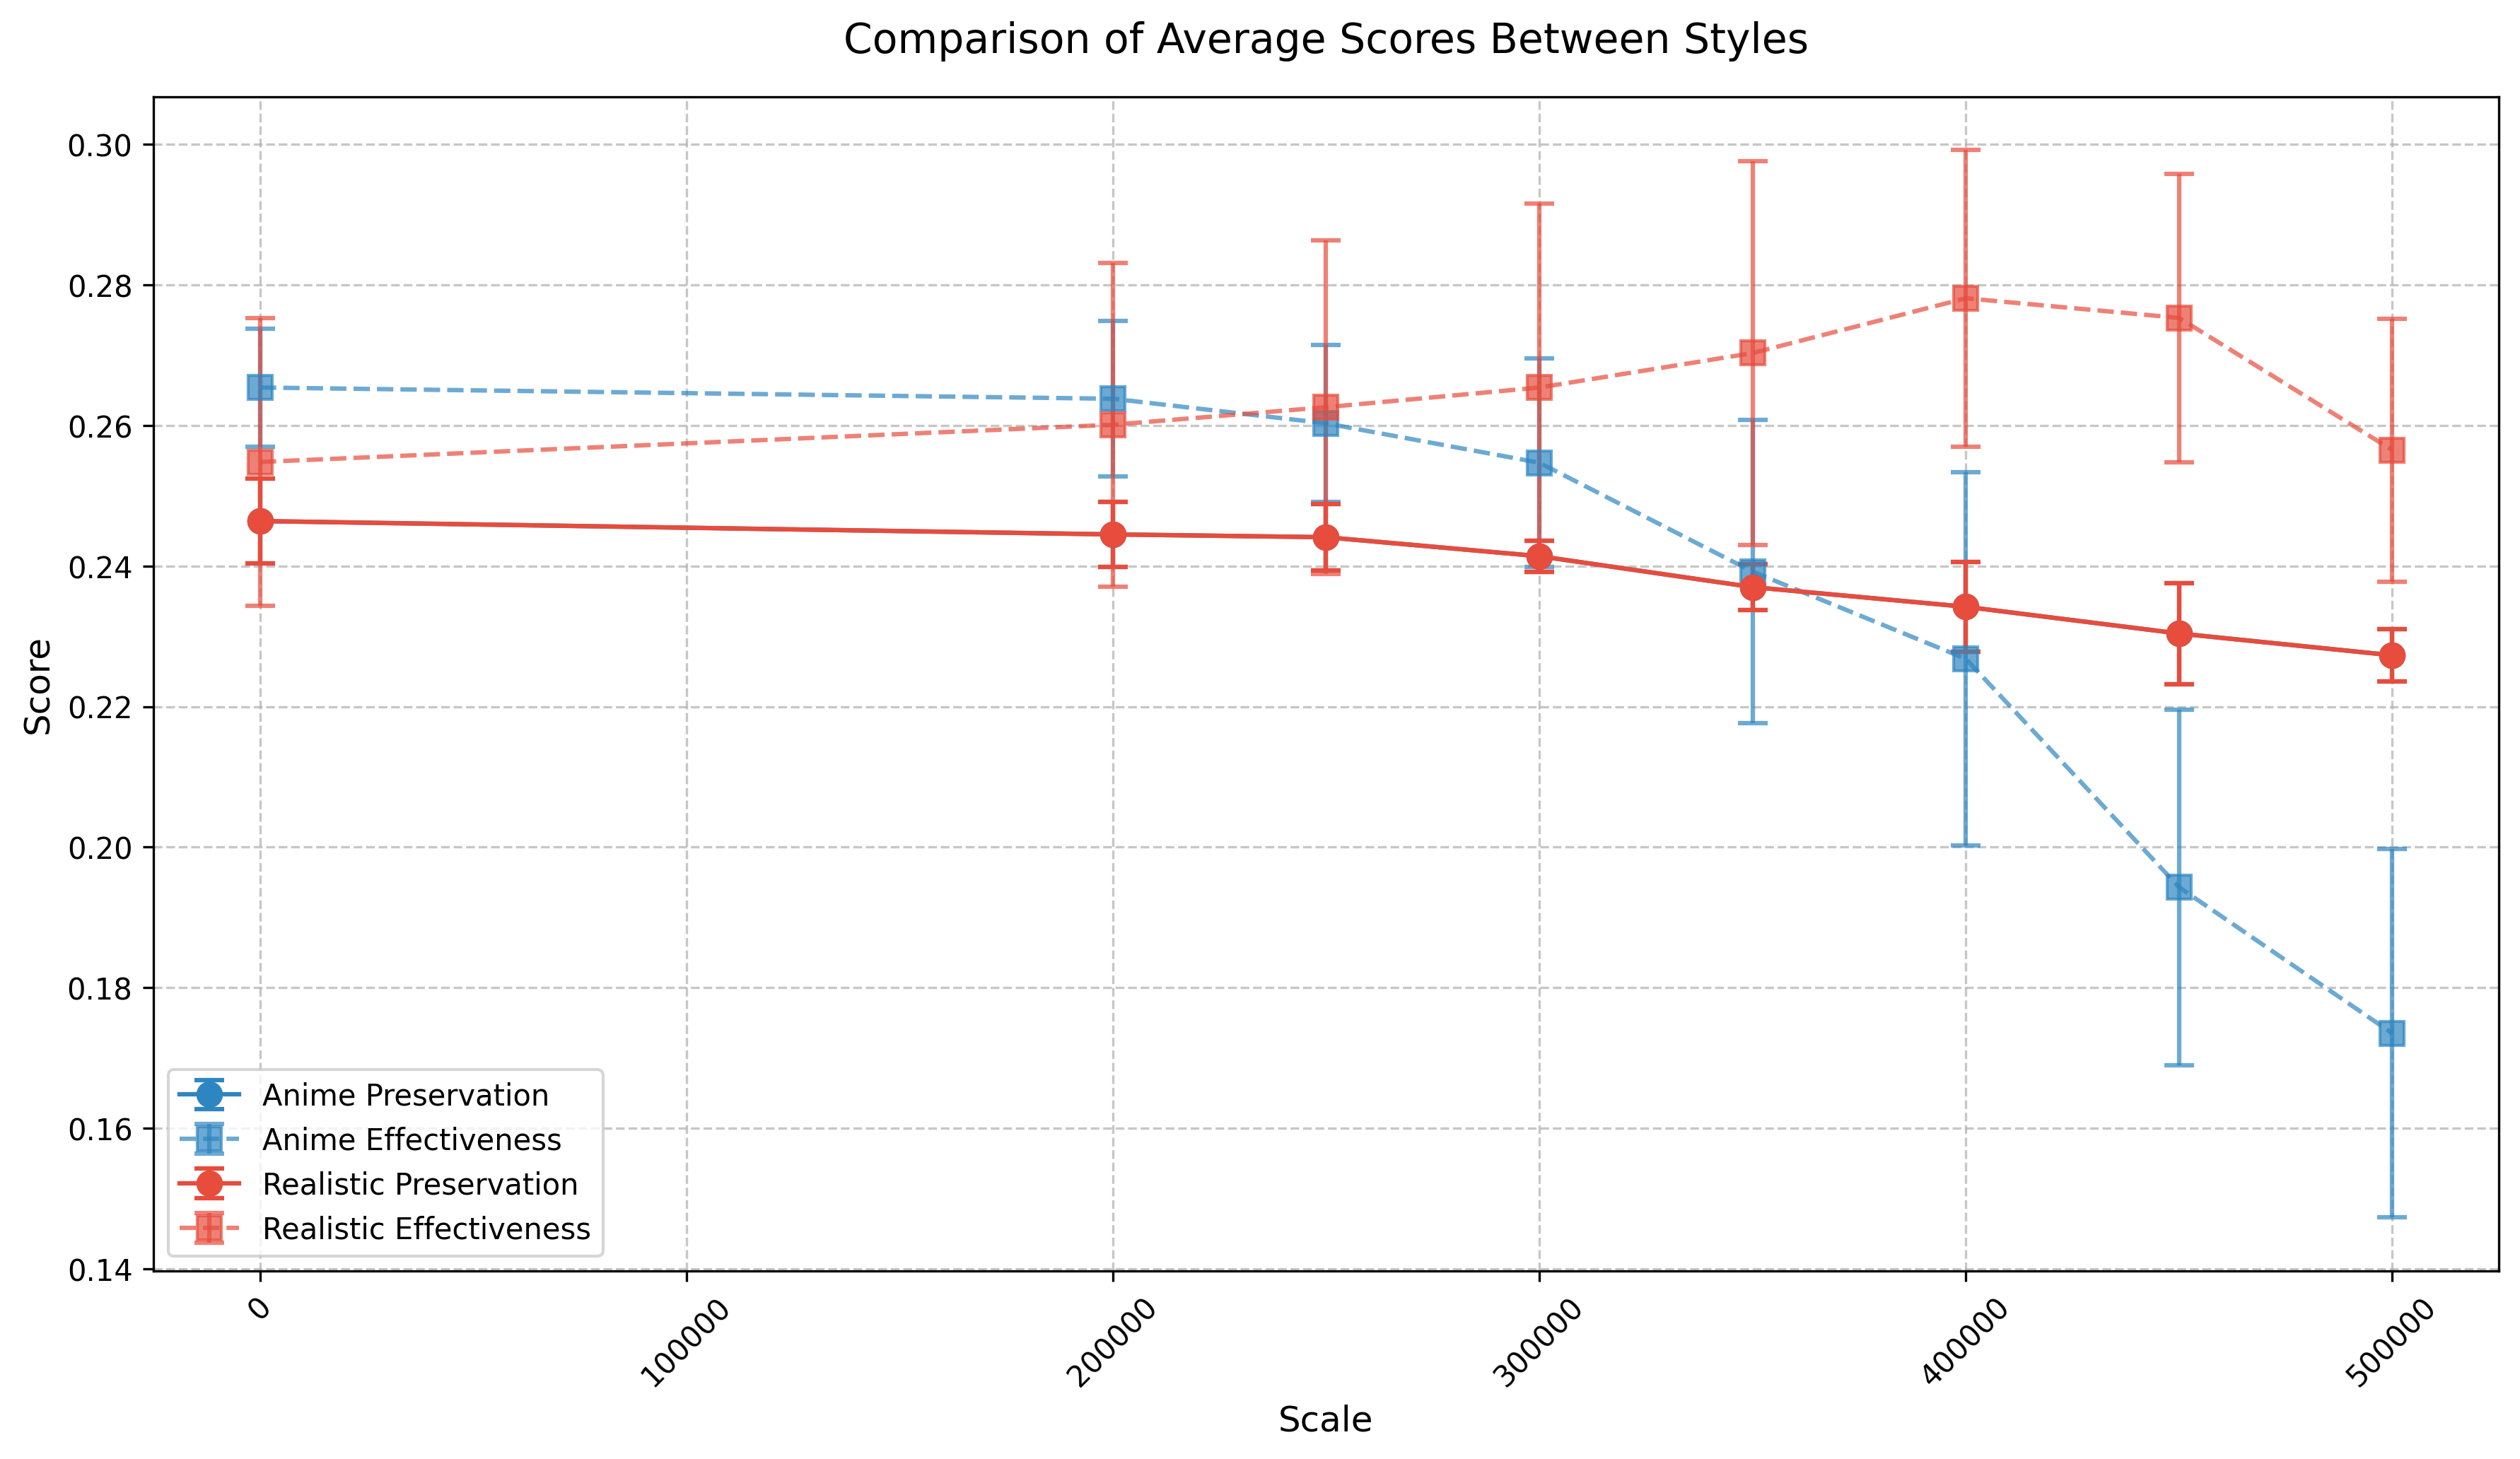 Comparison of Average Scores Between Styles
0.30
0.28
0.26
0.24
0.22
0.20
0.18
0.16
0.14
Score
Anime Preservation
Anime Effectiveness
Realistic Preservation
Realistic Effectiveness
0
100000
200000
300000
400000
500000
Scale